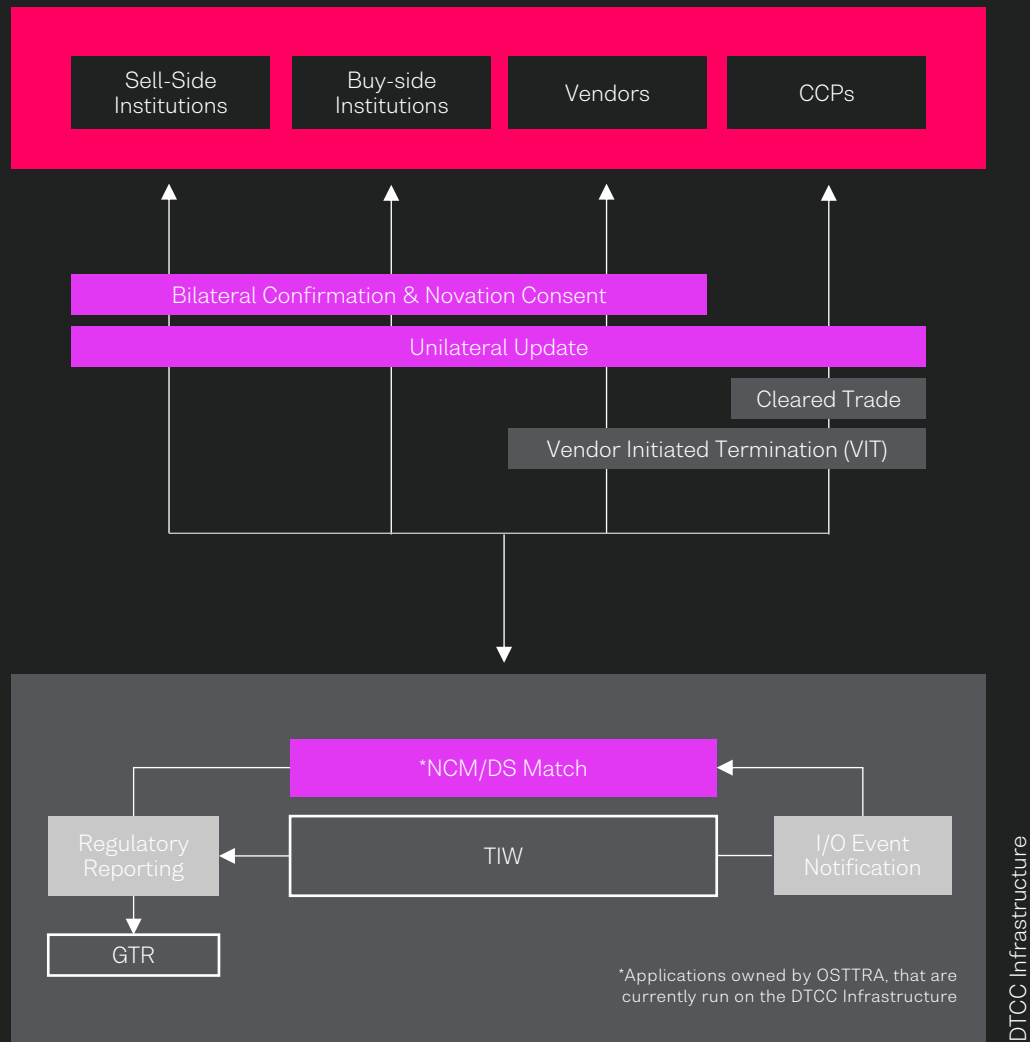 Sell-Side
Institutions
Buy-side
Institutions
Vendors
CCPs
Bilateral Confirmation & Novation Consent
Unilateral Update
Cleared Trade
Vendor Initiated Termination (VIT)
*NCM/DS Match
Regulatory
Reporting
TIW
I/O Event
Notification
GTR
*Applications owned by OSTTRA, that are
currently run on the DTCC Infrastructure
DTCC Infrastructure